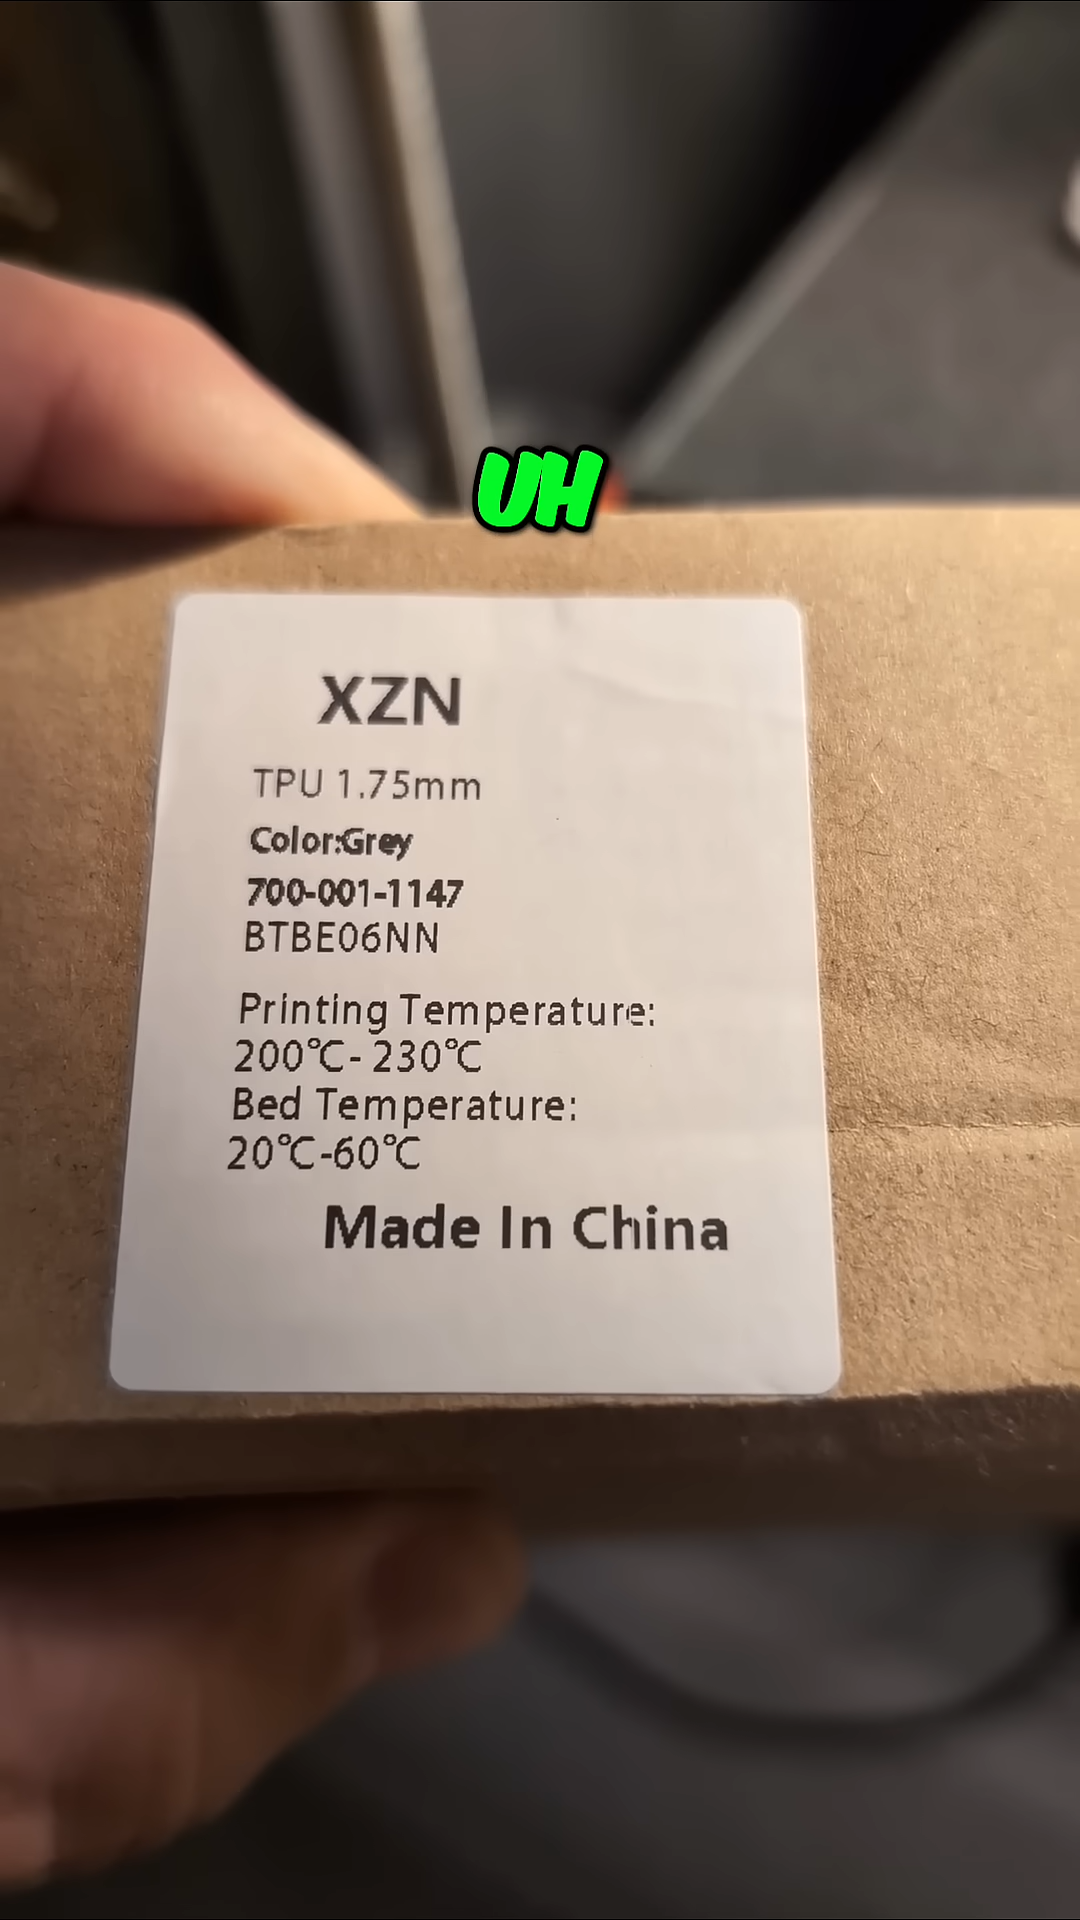 UH
XZN
TPU 1.75mm
Color:Grey
700-001-1147
BTBE06NN
Printing Temperature:
200℃- 230℃
Bed Temperature:
20℃-60℃
Made In China